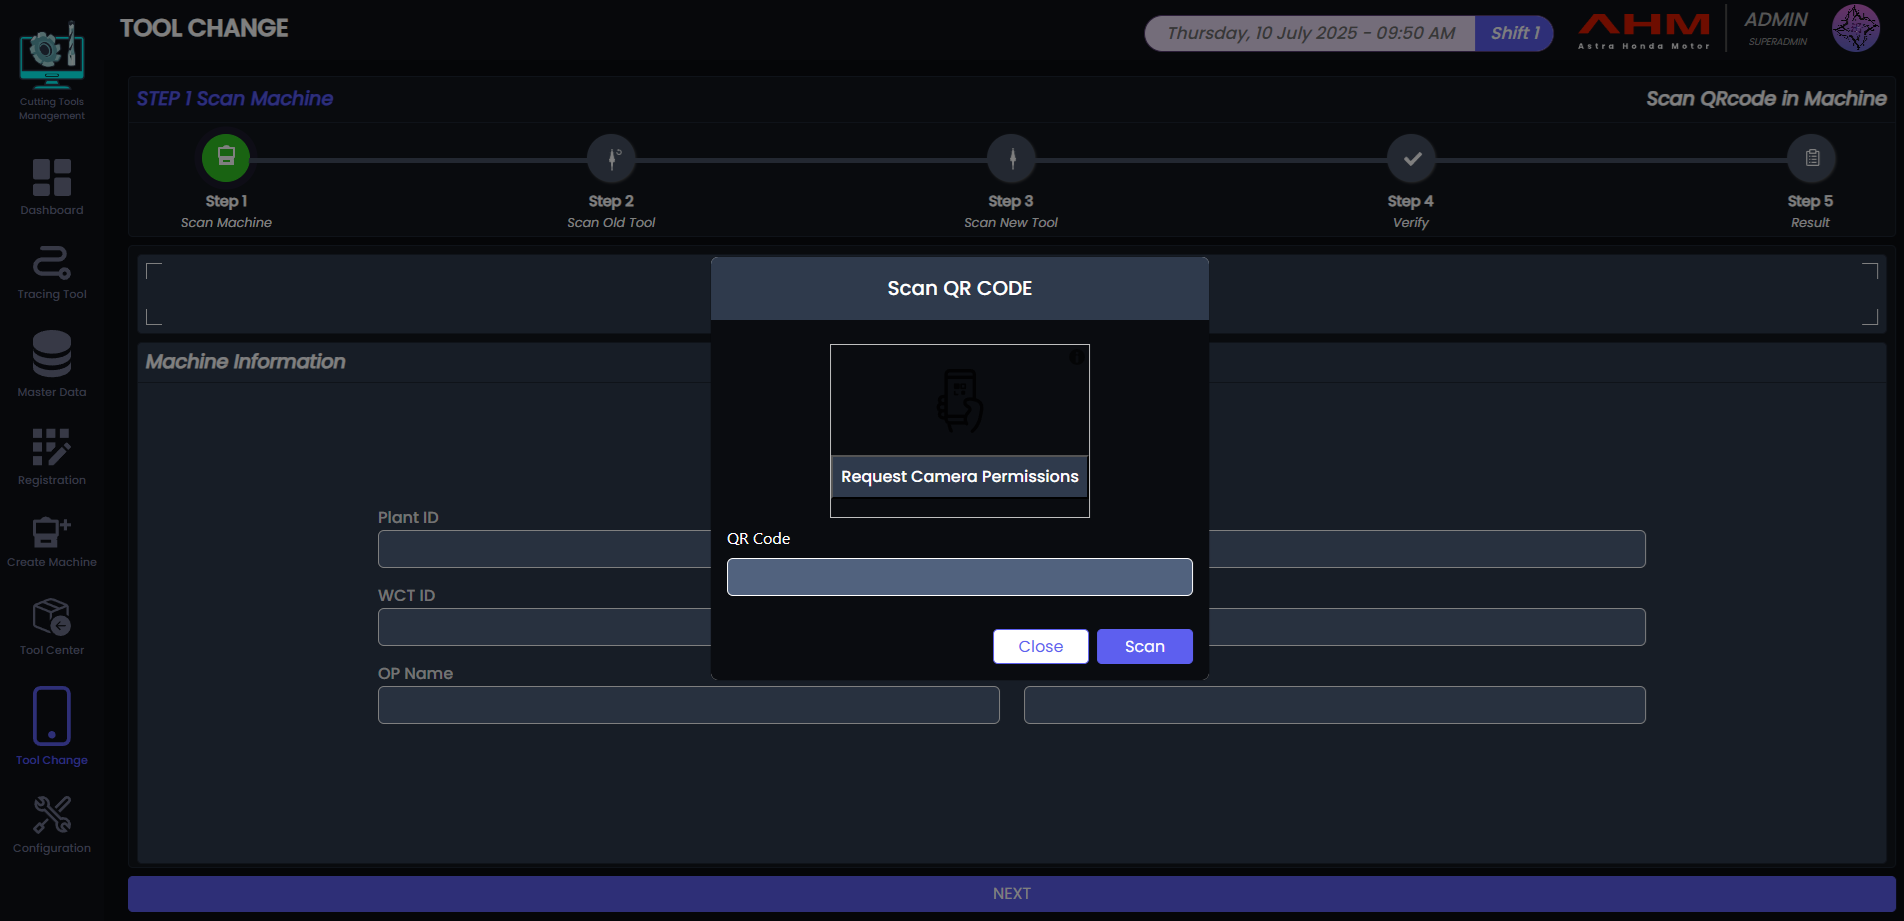 TOOL CHANGE
Thursday, 10 July 2025 - 09:50 AM
Shift 1
AHM
Astra Honda Motor
ADMIN
SUPERADMIN
Cutting Tools
Management
Dashboard
Tracing Tool
Master Data
Registration
Create Machine
Tool Center
Tool Change
Configuration
STEP 1 Scan Machine
Scan QRcode in Machine
Step 1
Scan Machine
Step 2
Scan Old Tool
Step 3
Scan New Tool
Step 4
Verify
Step 5
Result
Machine Information
Plant ID
WCT ID
OP Name
Scan QR CODE
Request Camera Permissions
QR Code
Close
Scan
NEXT